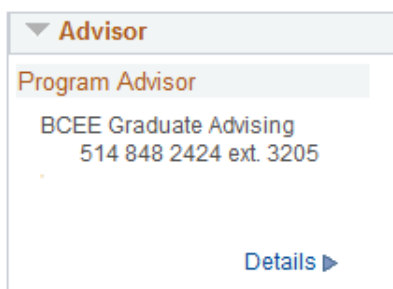 Advisor
Program Advisor
BCEE Graduate Advising
514 848 2424 ext. 3205
Details